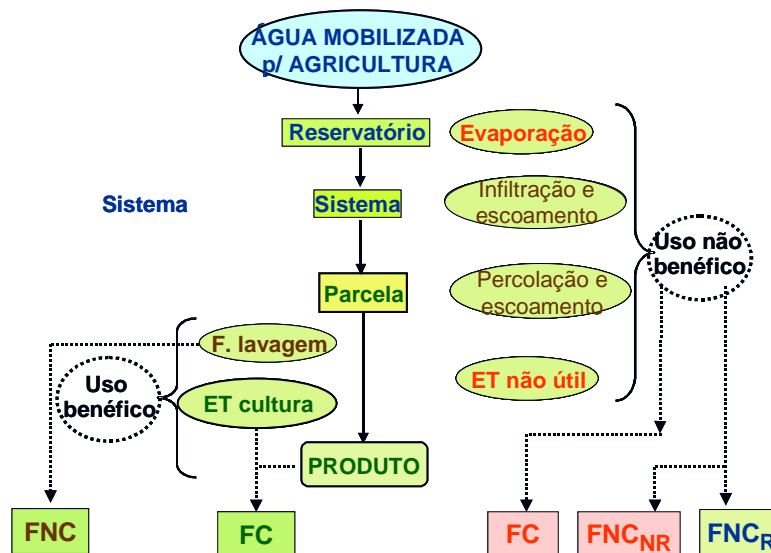 ÁGUA MOBILIZADA
p/ AGRICULTURA
Reservatório
Evaporação
Sistema
Sistema
Infiltração e
escoamento
Uso não
benéfico
Parcela
Percolação e
escoamento
F. lavagem
Uso
benéfico
ET cultura
ET não útil
PRODUTO
FNC
FC
FC
FNCNR
FNCR